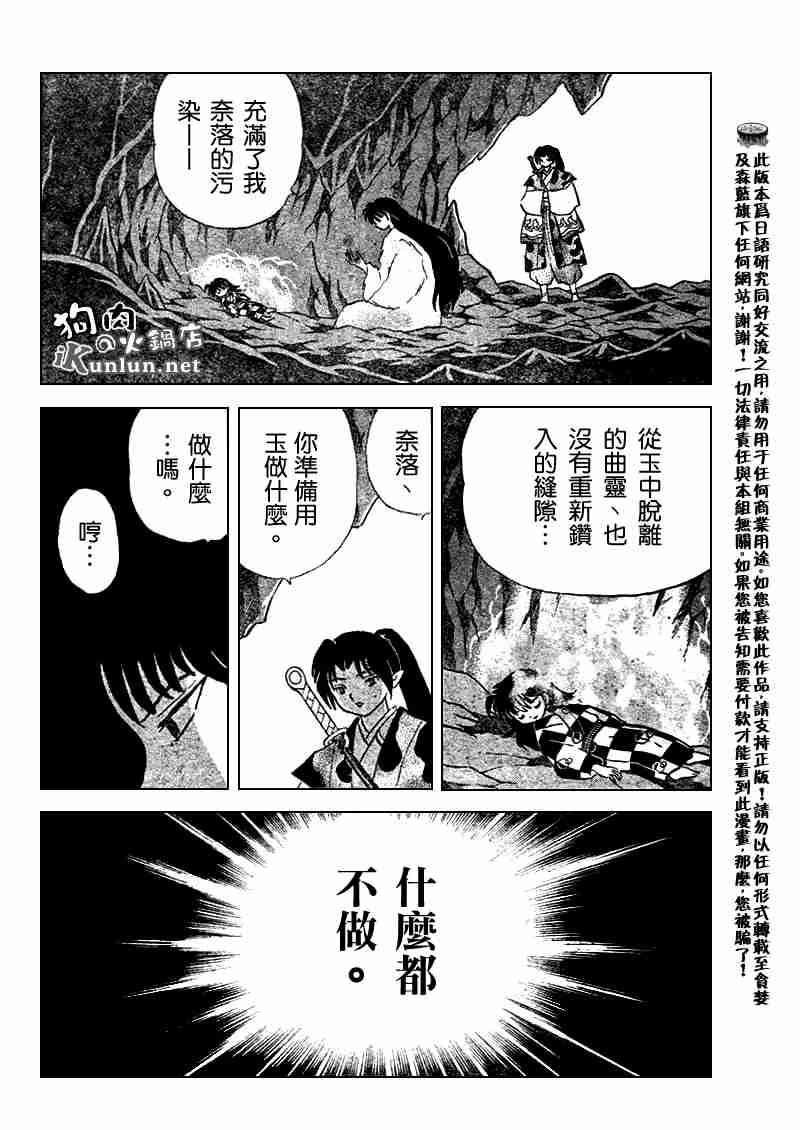 充滿了我
奈落的污
染——
狗肉
の火鍋店
iKunlun.net
從玉中脫離
的曲靈、也
沒有重新鑽
入的縫隙…
奈落、
你準備用
玉做什麼。
做什麼
…嗎。
哼…
什麼都
不做。
此版本爲日語研究同好交流之用，請勿用于任何商業用途。如您喜歡此作品，請支持正版！請勿以任何形式轉載至貪婪
及森藍旗下任何網站，謝謝！一切法律責任與本組無關。如果您被告知需要付款才能看到此漫畫，那麼，您被騙了！